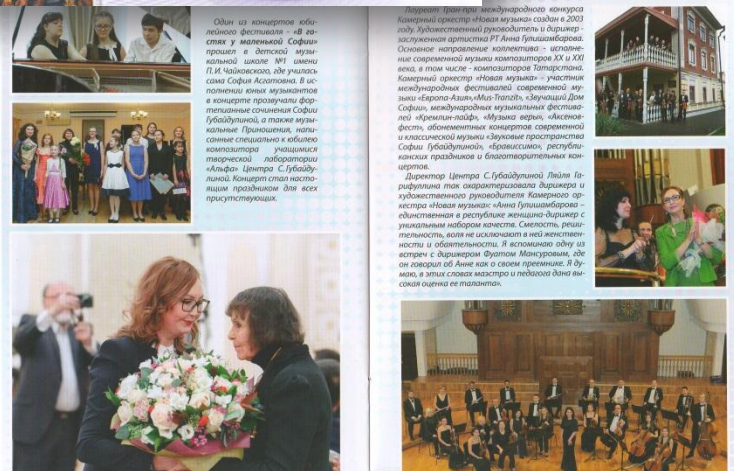 Один из концертов юби-
лейного фестиваля - «В го-
стях у маленькой Софии»
прошел в детской музы-
кальной школе №1 имени
П.И. Чайковского, где училась
сама София Асгатовна. В ис-
полнении юных музыкантов
в концерте прозвучали фор-
тепианные сочинения Софии
Губайдулиной, а также музы-
кальные Приношения, напи-
санные специально к юбилею
композитора учащимися
творческой лаборатории
«Альфа» Центра С.Губайду-
линой. Концерт стал настоя-
щим праздником для всех
присутствующих.
Лауреат Гран-при международного конкурса
Камерный оркестр «Новая музыка» создан в 2003
году. Художественный руководитель и дирижер -
заслуженная артистка РТ Анна Гулишамбарова.
Основное направление коллектива - исполне-
ние современной музыки композиторов XX и XXI
века, в том числе - композиторов Татарстана.
Камерный оркестр «Новая музыка» - участник
международных фестивалей современной му-
зыки «Европа-Азия»,«Mus-Tranzit», «Звучащий Дом
Софии», международных музыкальных фестива-
лей «Кремлин-лайф», «Музыка веры», «Аксенов-
фест», абонементных концертов современной
и классической музыки «Звуковые пространства
Софии Губайдулиной», «Брависсимо», республи-
канских праздников и благотворительных кон-
цертов.
Директор Центра С.Губайдулиной Ляйля Га-
рифуллина так охарактеризовала дирижера и
художественного руководителя Камерного ор-
кестра «Новая музыка»: «Анна Гулишамбарова –
единственная в республике женщина-дирижер с
уникальным набором качеств. Смелость, реши-
тельность, воля не исключают в ней женствен-
ности и обаятельности. Я вспоминаю одну из
встреч с дирижером Фуатом Мансуровым, где
он говорил об Анне как о своем преемнике. Я ду-
маю, в этих словах маэстро и педагога дана вы-
сокая оценка ее таланта».